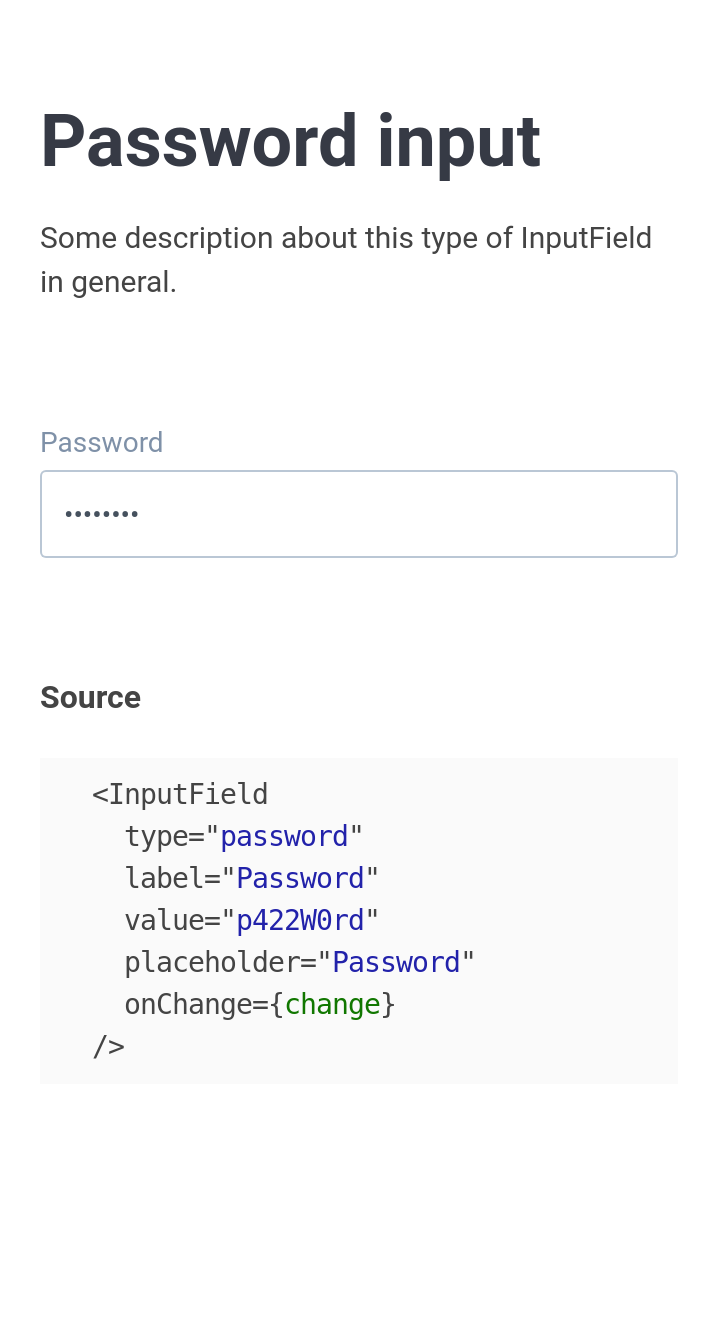 Password input
Some description about this type of InputField
in general.
Password
••••••••
Source
<InputField
  type="password"
  label="Password"
  value="p422W0rd"
  placeholder="Password"
  onChange={change}
/>